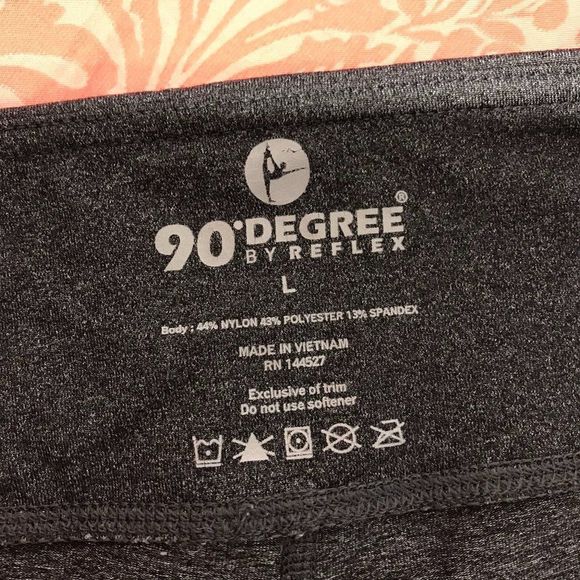 90° DEGREE®
BY REFLEX
L
Body : 44% NYLON 43% POLYESTER 13% SPANDEX
MADE IN VIETNAM
RN 144527
Exclusive of trim
Do not use softener